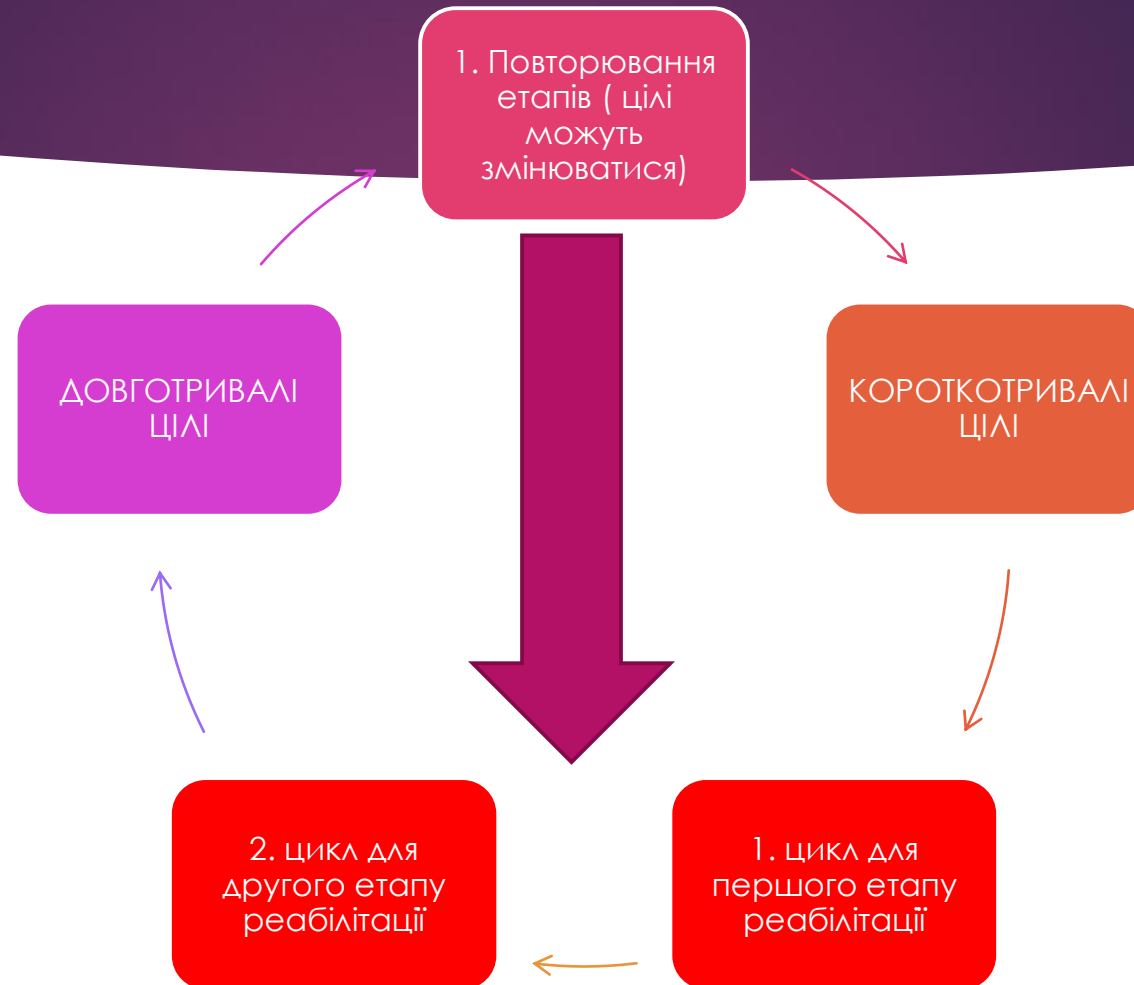 1. Повторювання
етапів ( цілі
можуть
змінюватися)
ДОВГОТРИВАЛІ
ЦІЛІ
КОРОТКОТРИВАЛІ
ЦІЛІ
2. цикл для
другого етапу
реабілітації
1. цикл для
першого етапу
реабілітації